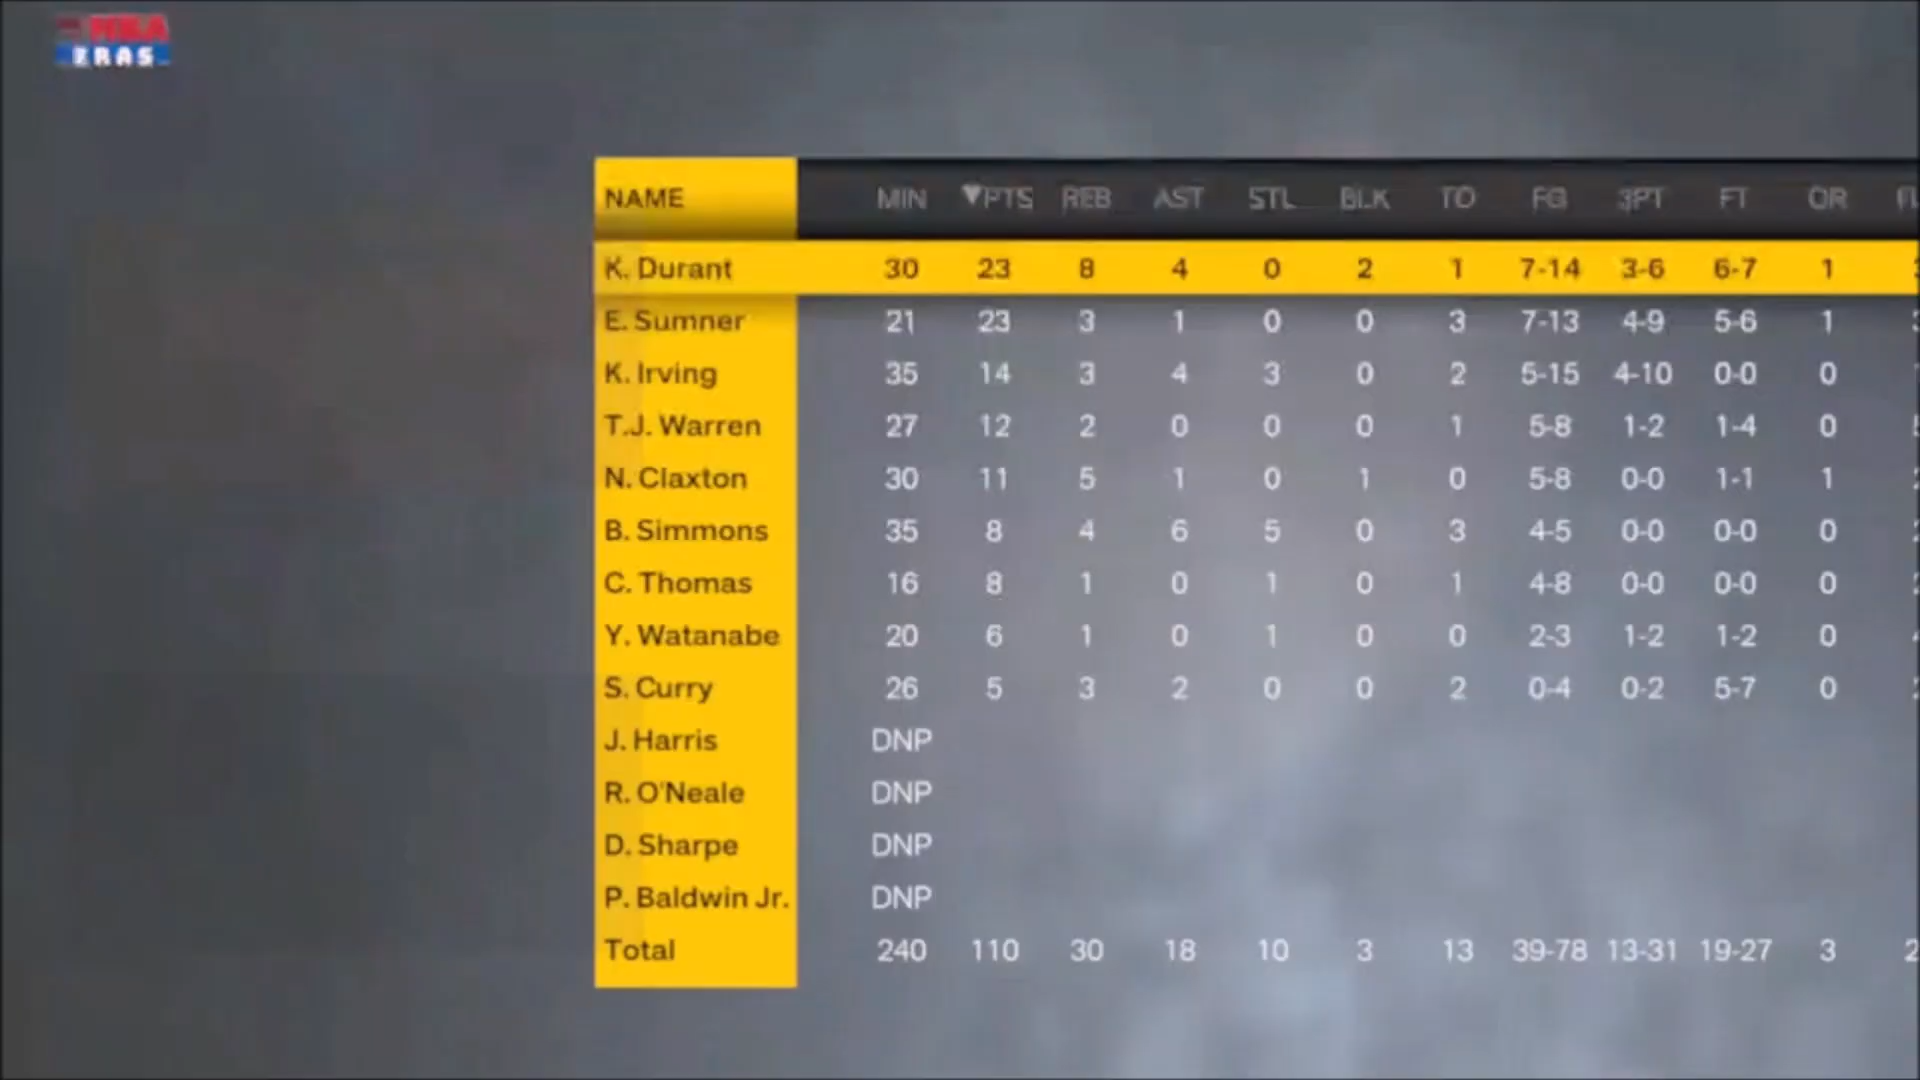 NBA
ERAS
NAME MIN ▼PTS REB AST STL BLK TO FG 3PT FT OR
K. Durant 30 23 8 4 0 2 1 7-14 3-6 6-7 1
E. Sumner 21 23 3 1 0 0 3 7-13 4-9 5-6 1
K. Irving 35 14 3 4 3 0 2 5-15 4-10 0-0 0
T.J. Warren 27 12 2 0 0 0 1 5-8 1-2 1-4 0
N. Claxton 30 11 5 1 0 1 0 5-8 0-0 1-1 1
B. Simmons 35 8 4 6 5 0 3 4-5 0-0 0-0 0
C. Thomas 16 8 1 0 1 0 1 4-8 0-0 0-0 0
Y. Watanabe 20 6 1 0 1 0 0 2-3 1-2 1-2 0
S. Curry 26 5 3 2 0 0 2 0-4 0-2 5-7 0
J. Harris DNP
R. O'Neale DNP
D. Sharpe DNP
P. Baldwin Jr. DNP
Total 240 110 30 18 10 3 13 39-78 13-31 19-27 3